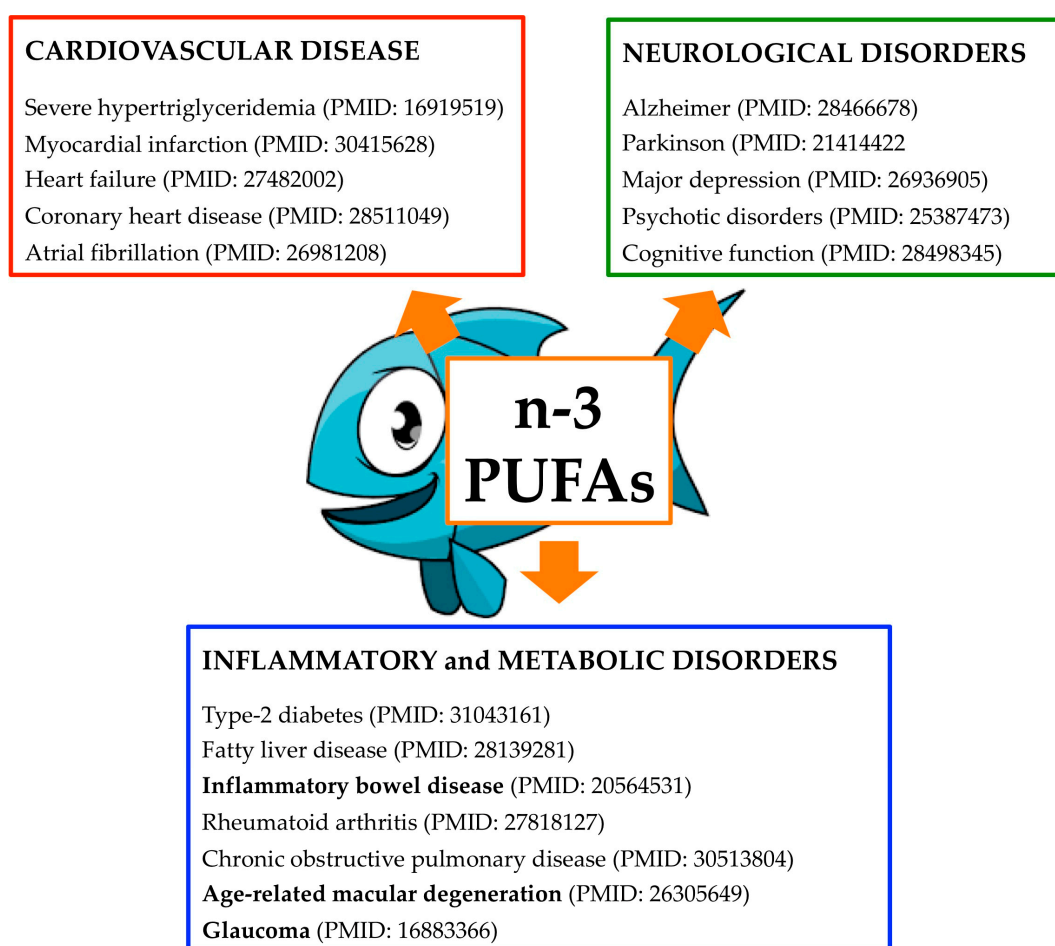 CARDIOVASCULAR DISEASE
Severe hypertriglyceridemia (PMID: 16919519)
Myocardial infarction (PMID: 30415628)
Heart failure (PMID: 27482002)
Coronary heart disease (PMID: 28511049)
Atrial fibrillation (PMID: 26981208)
NEUROLOGICAL DISORDERS
Alzheimer (PMID: 28466678)
Parkinson (PMID: 21414422
Major depression (PMID: 26936905)
Psychotic disorders (PMID: 25387473)
Cognitive function (PMID: 28498345)
n-3
PUFAs
INFLAMMATORY and METABOLIC DISORDERS
Type-2 diabetes (PMID: 31043161)
Fatty liver disease (PMID: 28139281)
Inflammatory bowel disease (PMID: 20564531)
Rheumatoid arthritis (PMID: 27818127)
Chronic obstructive pulmonary disease (PMID: 30513804)
Age-related macular degeneration (PMID: 26305649)
Glaucoma (PMID: 16883366)